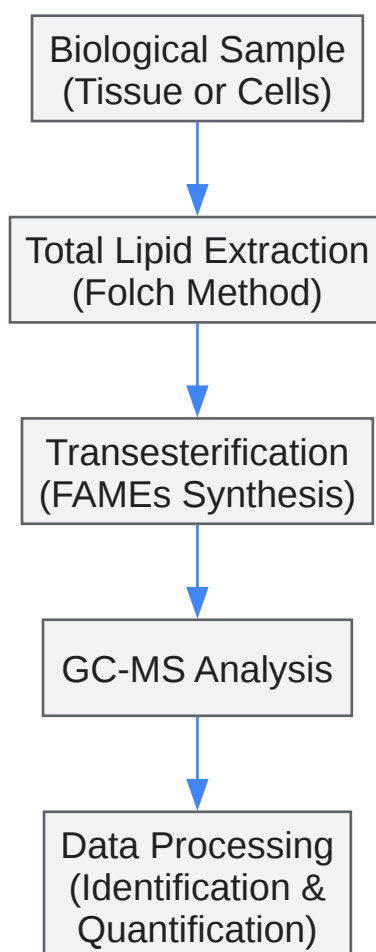 Biological Sample
(Tissue or Cells)
Total Lipid Extraction
(Folch Method)
Transesterification
(FAMEs Synthesis)
GC-MS Analysis
Data Processing
(Identification &
Quantification)